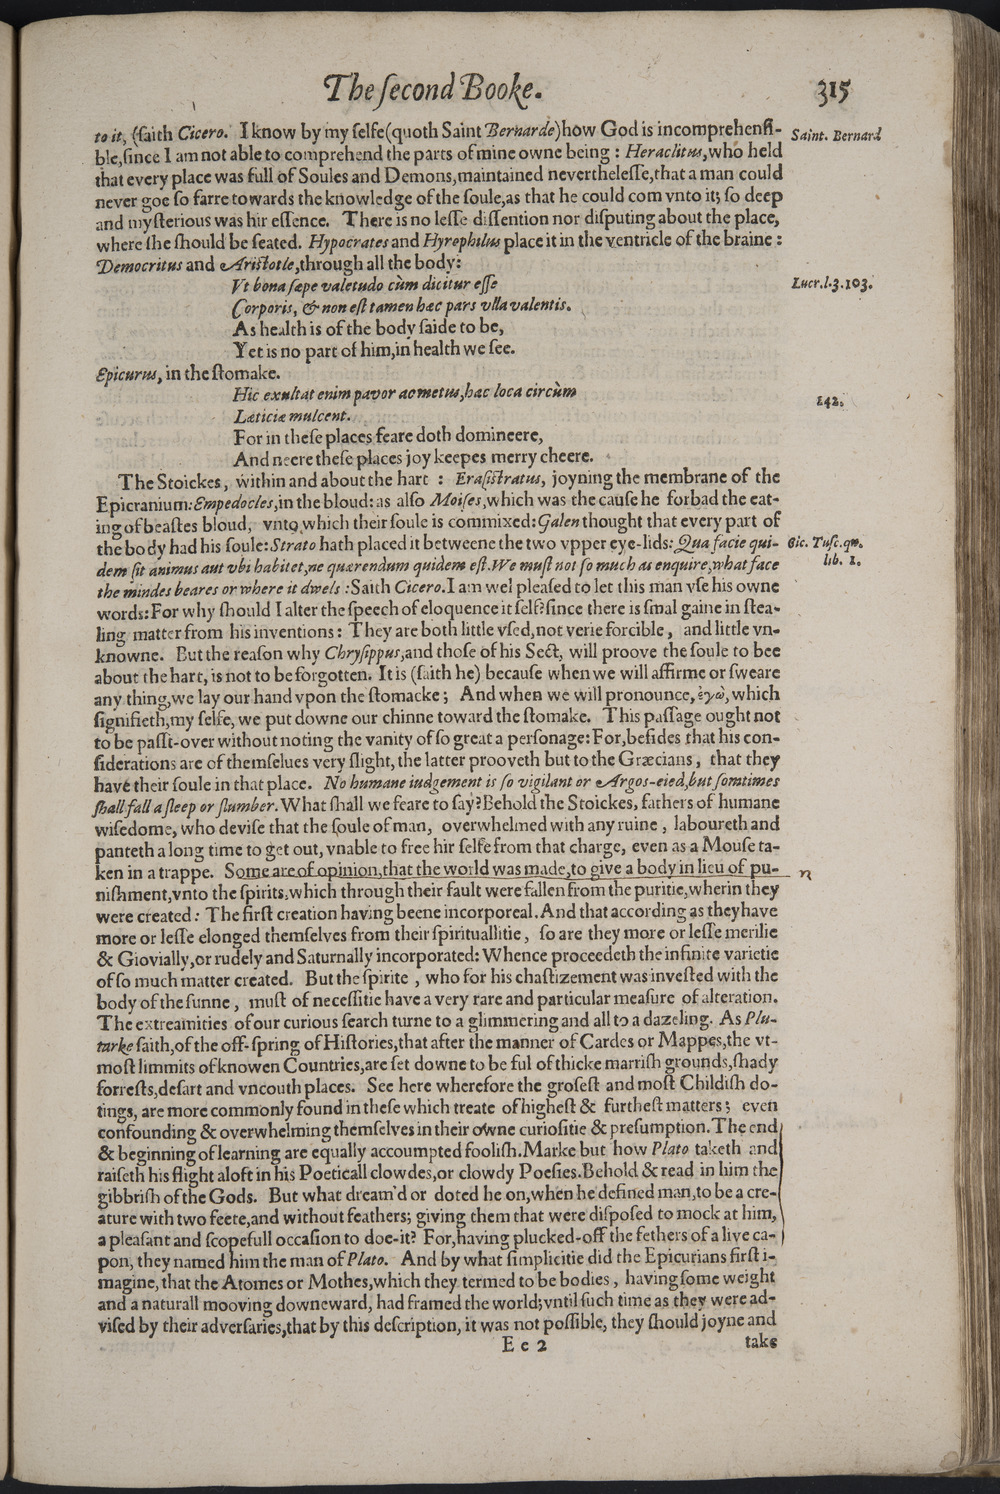 The ſecond Booke. 315
to it, (ſaith Cicero. I know by my ſelfe (quoth Saint Bernarde) how God is incomprehenſi- Saint. Bernard
ble, ſince I am not able to comprehend the parts of mine owne being : Heraclitus, who held
that every place was full of Soules and Demons, maintained neverthelesſe, that a man could
never goe ſo farre towards the knowledge of the ſoule, as that he could com vnto it; ſo deep
and myſterious was hir eſſence. There is no leſſe diſſention nor diſputing about the place,
where ſhe ſhould be ſeated. Hypocrates and Hyrophilus place it in the ventricle of the braine :
Democritus and Ariſtotle, through all the body:
Vt bona ſæpe valetudo cùm dicitur eſſe Lucr. l. 3. 103.
Corporis, & non eſt tamen hæc pars vlla valentis.
As health is of the body ſaide to be,
Yet is no part of him, in health we ſee.
Epicurus, in the ſtomake.
Hic exultat enim pavor ac metus, hæc loca circùm 142.
Læticiæ mulcent.
For in theſe places feare doth domineere,
And neere theſe places joy keepes merry cheere.
The Stoickes, within and about the hart : Eraſiſtratus, joyning the membrane of the
Epicranium: Empedocles, in the bloud: as alſo Moiſes, which was the cauſe he forbad the eat-
ing of beaſtes bloud, vnto which their ſoule is commixed: Galen thought that every part of
the body had his ſoule: Strato hath placed it betweene the two vpper eye-lids: Qua facie qui- Cic. Tuſc. qu.
dem ſit animus aut vbi habitet, ne quærendum quidem eſt. We muſt not ſo much as enquire, what face lib. 1.
the mindes beares or where it dwels : Saith Cicero. I am wel pleaſed to let this man vſe his owne
words: For why ſhould I alter the ſpeech of eloquence it ſelf? ſince there is ſmal gaine in ſtea-
ling matter from his inventions : They are both little vſed, not verie forcible, and little vn-
knowne. But the reaſon why Chryſippus, and thoſe of his Sect, will proove the ſoule to bee
about the hart, is not to be forgotten. It is (ſaith he) becauſe when we will affirme or ſweare
any thing, we lay our hand vpon the ſtomacke; And when we will pronounce, ἐγὼ, which
ſignifieth, my ſelfe, we put downe our chinne toward the ſtomake. This paſſage ought not
to be paſſt-over without noting the vanity of ſo great a perſonage: For, beſides that his con-
ſiderations are of themſelues very ſlight, the latter prooveth but to the Græcians, that they
have their ſoule in that place. No humane iudgement is ſo vigilant or Argos-eied, but ſomtimes
ſhall fall a ſleep or ſlumber. What ſhall we feare to ſay? Behold the Stoickes, fathers of humane
wiſedome, who deviſe that the ſoule of man, overwhelmed with any ruine, laboureth and
panteth a long time to get out, vnable to free hir ſelfe from that charge, even as a Mouſe ta-
ken in a trappe. Some are of opinion, that the world was made, to give a body in lieu of pu-
niſhment, vnto the ſpirits, which through their fault were fallen from the puritie, wherin they
were created : The firſt creation having beene incorporeal. And that according as they have
more or leſſe elonged themſelves from their ſpirituallitie, ſo are they more or leſſe merilie
& Giovially, or rudely and Saturnally incorporated: Whence proceedeth the infinite varietie
of ſo much matter created. But the ſpirite, who for his chaſtizement was inveſted with the
body of the ſunne, muſt of neceſſitie have a very rare and particular meaſure of alteration.
The extreamities of our curious ſearch turne to a glimmering and all to a dazeling. As Plu-
tarke ſaith, of the off-ſpring of Hiſtories, that after the manner of Cardes or Mappes, the vt-
moſt limmits of knowen Countries, are ſet downe to be ful of thicke marriſh grounds, ſhady
forreſts, deſart and vncouth places. See here wherefore the groſeſt and moſt Childiſh do-
tings, are more commonly found in theſe which treate of higheſt & furtheſt matters; even
confounding & overwhelming themſelves in their owne curioſitie & preſumption. The end
& beginning of learning are equally accoumpted fooliſh. Marke but how Plato taketh and
raiſeth his flight aloft in his Poeticall clowdes, or clowdy Poeſies. Behold & read in him the
gibbriſh of the Gods. But what dream'd or doted he on, when he defined man, to be a cre-
ature with two feete, and without feathers; giving them that were diſpoſed to mock at him,
a pleaſant and ſcopefull occaſion to doe-it? For, having plucked-off the fethers of a live ca-
pon, they named him the man of Plato. And by what ſimplicitie did the Epicurians firſt i-
magine, that the Atomes or Mothes, which they termed to be bodies, having ſome weight
and a naturall mooving downeward, had framed the world; vntil ſuch time as they were ad-
viſed by their adverſaries, that by this deſcription, it was not poſſible, they ſhould joyne and
Ee 2 take